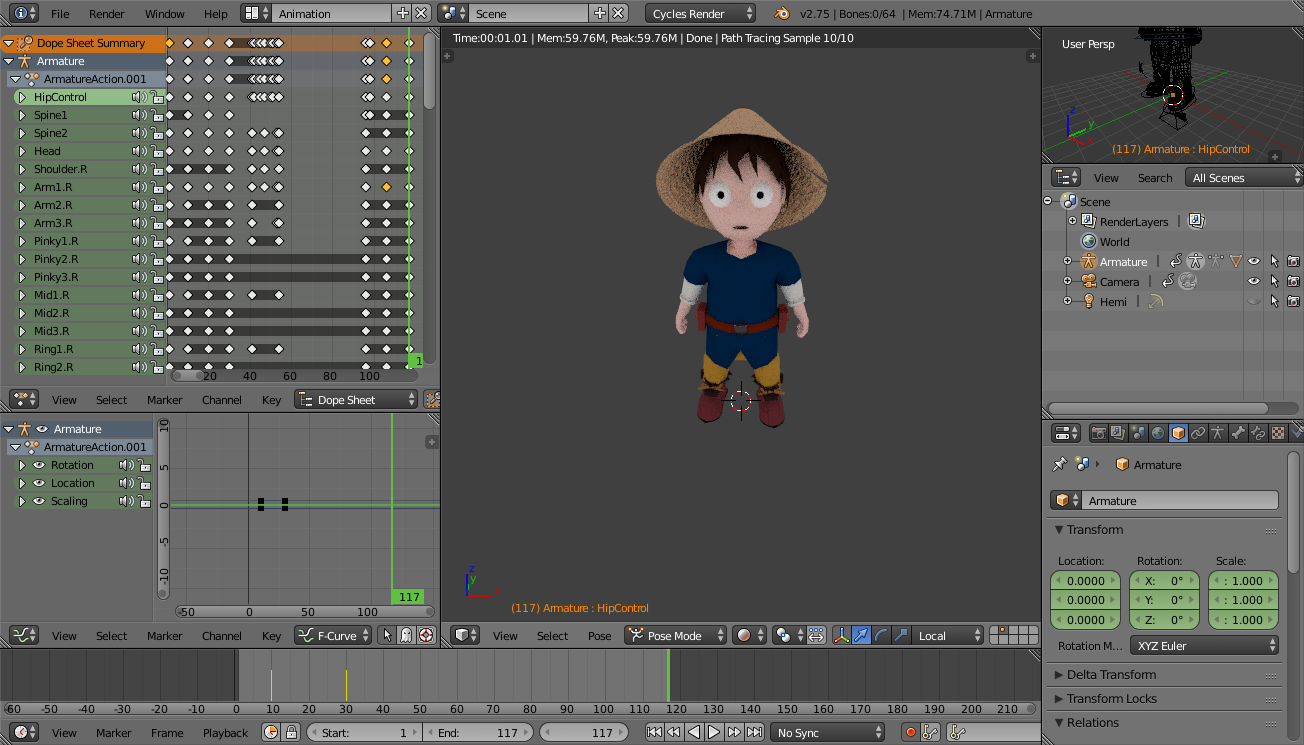 File Render Window Help Animation Scene Cycles Render v2.75 | Bones:0/64 | Mem:74.71M | Armature
Dope Sheet Summary
Armature
ArmatureAction.001
HipControl
Spine1
Spine2
Head
Shoulder.R
Arm1.R
Arm2.R
Arm3.R
Pinky1.R
Pinky2.R
Pinky3.R
Mid1.R
Mid2.R
Mid3.R
Ring1.R
Ring2.R
1
20 40 60 80 100
View Select Marker Channel Key Dope Sheet
Armature
ArmatureAction.001
Rotation
Location
Scaling
10
5
0
-5
-10
117
-50 0 50 100
View Select Marker Channel Key F-Curve
Time:00:01.01 | Mem:59.76M, Peak:59.76M | Done | Path Tracing Sample 10/10
z
y
x
(117) Armature : HipControl
View Select Pose Pose Mode Local
User Persp
z
y
(117) Armature : HipControl
View Search All Scenes
Scene
RenderLayers |
World
Armature |
Camera |
Hemi |
Armature
Armature
Transform
Location: Rotation: Scale:
0.0000 X: 0° : 1.000
0.0000 Y: 0° : 1.000
0.0000 Z: 0° : 1.000
Rotation M... XYZ Euler
Delta Transform
Transform Locks
Relations
-60 -50 -40 -30 -20 -10 0 10 20 30 40 50 60 70 80 90 100 110 120 130 140 150 160 170 180 190 200 210
View Marker Frame Playback Start: 1 End: 117 117 No Sync